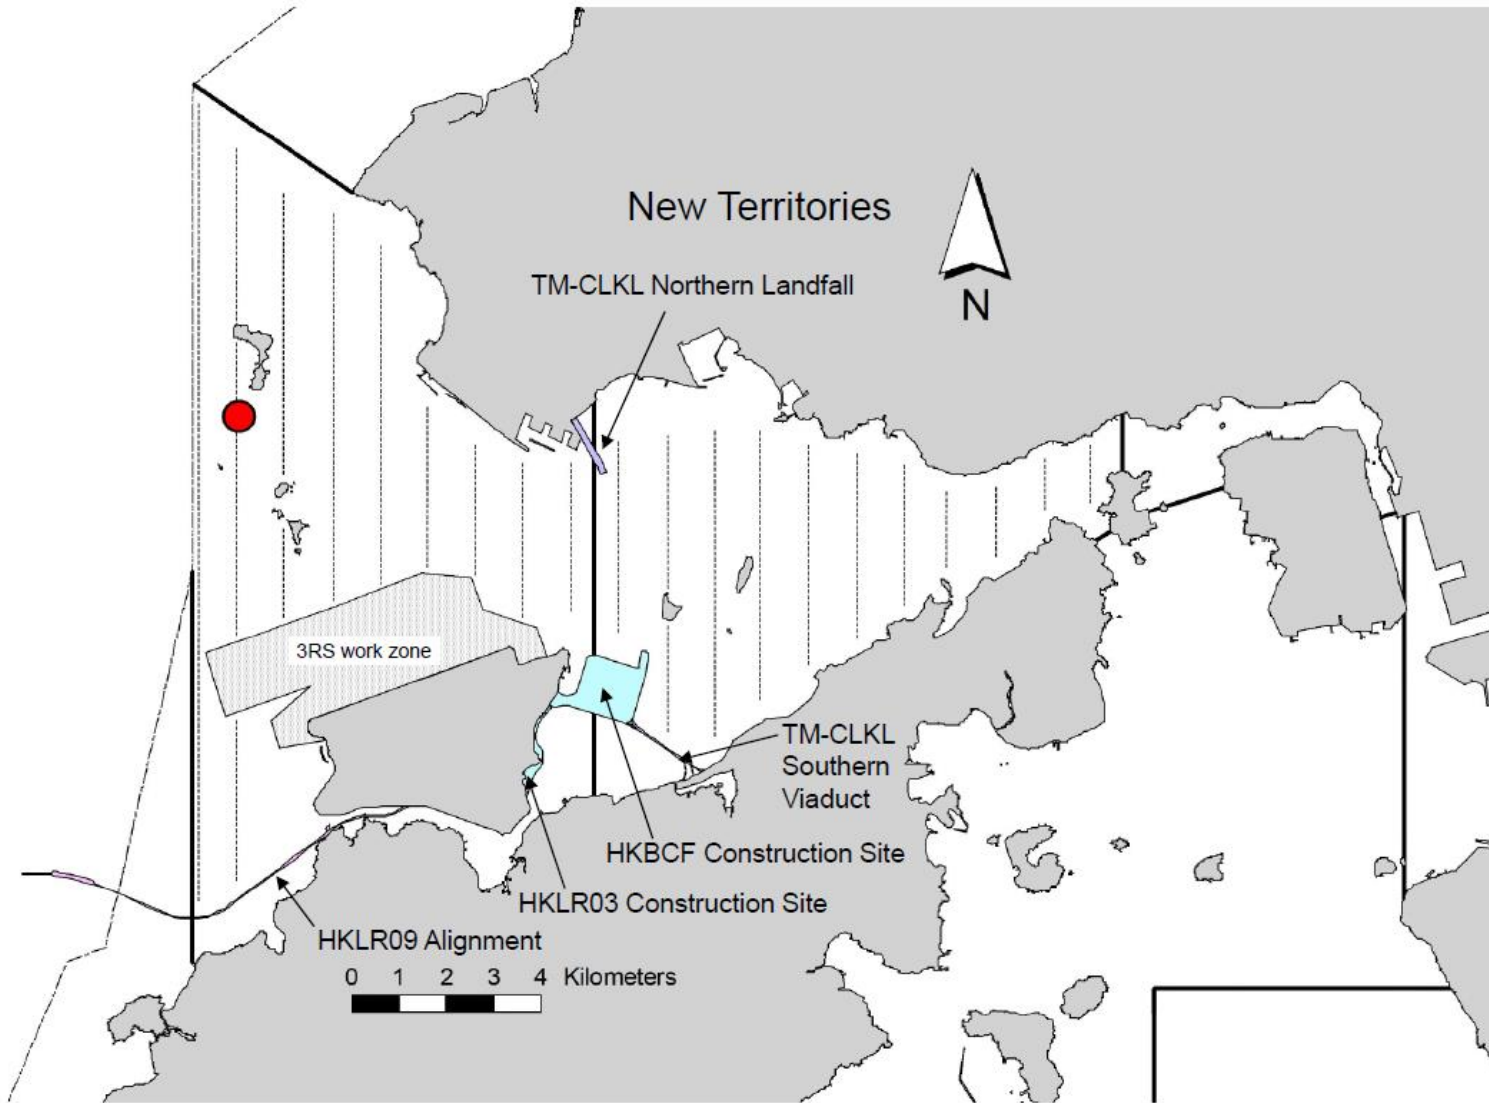 New Territories
TM-CLKL Northern Landfall
N
3RS work zone
TM-CLKL
Southern
Viaduct
HKBCF Construction Site
HKLR03 Construction Site
HKLR09 Alignment
0 1 2 3 4 Kilometers